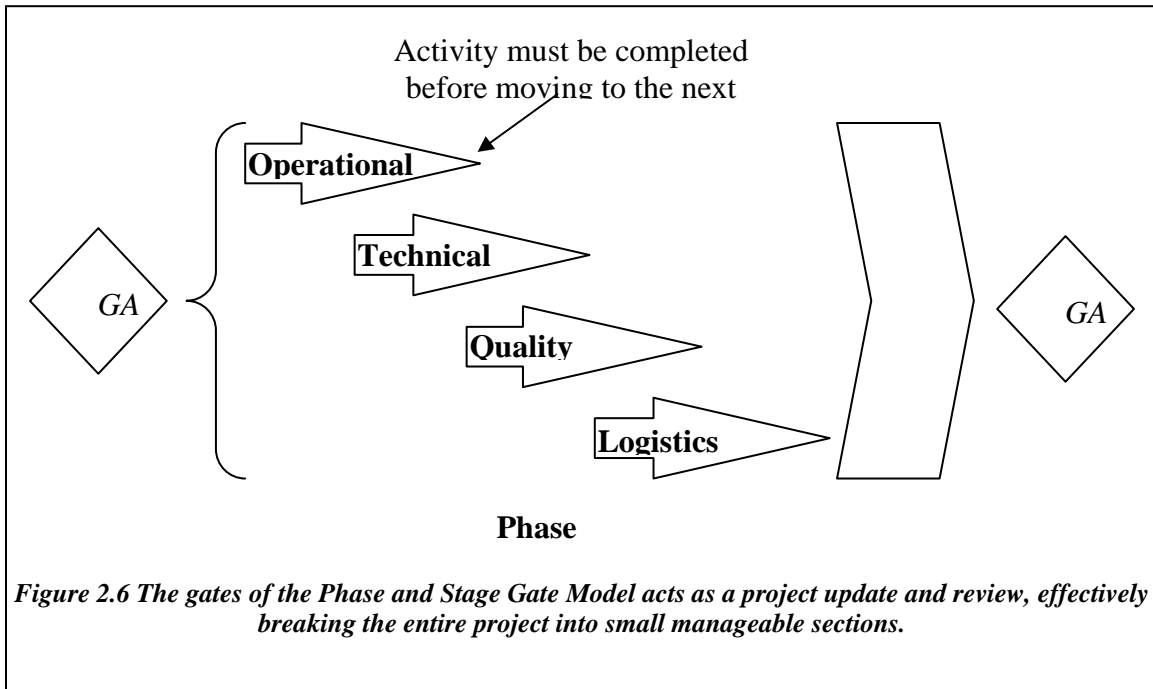 Activity must be completed
before moving to the next
Operational
Technical
Quality
Logistics
GA
GA
Phase
Figure 2.6 The gates of the Phase and Stage Gate Model acts as a project update and review, effectively
breaking the entire project into small manageable sections.